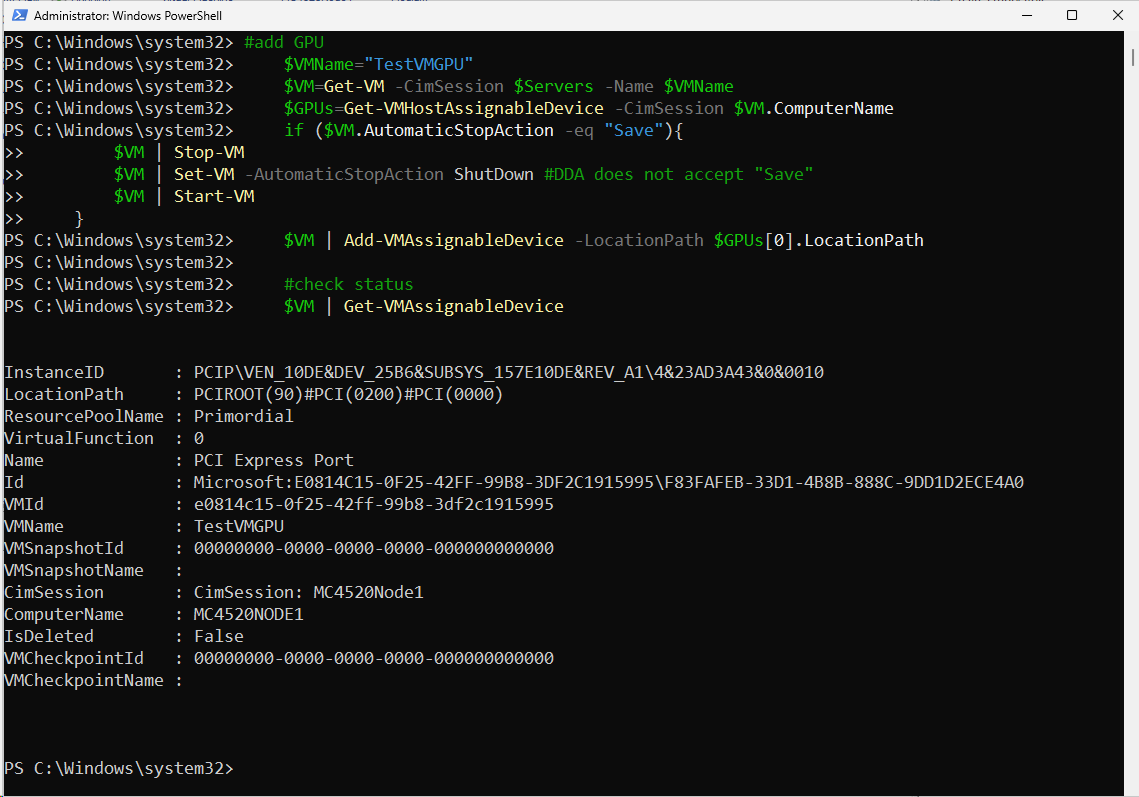 Administrator: Windows PowerShell
PS C:\Windows\system32> #add GPU
PS C:\Windows\system32>     $VMName="TestVMGPU"
PS C:\Windows\system32>     $VM=Get-VM -CimSession $Servers -Name $VMName
PS C:\Windows\system32>     $GPUs=Get-VMHostAssignableDevice -CimSession $VM.ComputerName
PS C:\Windows\system32>     if ($VM.AutomaticStopAction -eq "Save"){
>>         $VM | Stop-VM
>>         $VM | Set-VM -AutomaticStopAction ShutDown #DDA does not accept "Save"
>>         $VM | Start-VM
>>     }
PS C:\Windows\system32>     $VM | Add-VMAssignableDevice -LocationPath $GPUs[0].LocationPath
PS C:\Windows\system32>
PS C:\Windows\system32>     #check status
PS C:\Windows\system32>     $VM | Get-VMAssignableDevice
InstanceID       : PCIP\VEN_10DE&DEV_25B6&SUBSYS_157E10DE&REV_A1\4&23AD3A43&0&0010
LocationPath     : PCIROOT(90)#PCI(0200)#PCI(0000)
ResourcePoolName : Primordial
VirtualFunction  : 0
Name             : PCI Express Port
Id               : Microsoft:E0814C15-0F25-42FF-99B8-3DF2C1915995\F83FAFEB-33D1-4B8B-888C-9DD1D2ECE4A0
VMId             : e0814c15-0f25-42ff-99b8-3df2c1915995
VMName           : TestVMGPU
VMSnapshotId     : 00000000-0000-0000-0000-000000000000
VMSnapshotName   :
CimSession       : CimSession: MC4520Node1
ComputerName     : MC4520NODE1
IsDeleted        : False
VMCheckpointId   : 00000000-0000-0000-0000-000000000000
VMCheckpointName :
PS C:\Windows\system32>